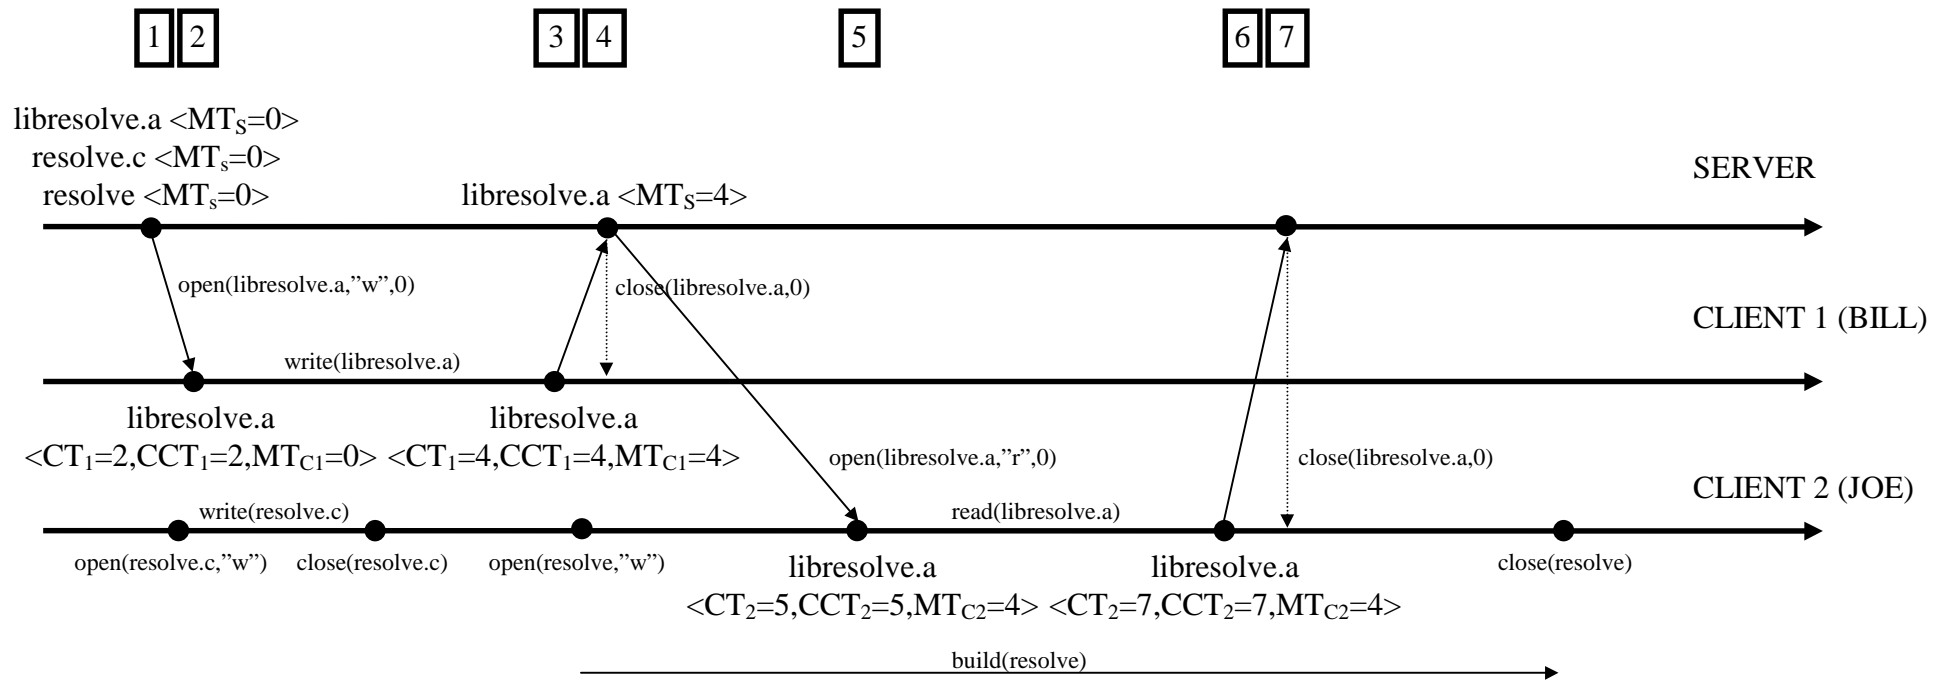 1 2 3 4 5 6 7
libresolve.a <MTS=0>
resolve.c <MTs=0>
resolve <MTs=0>
libresolve.a <MTS=4>
SERVER
open(libresolve.a,”w”,0)
close(libresolve.a,0)
CLIENT 1 (BILL)
write(libresolve.a)
libresolve.a
<CT1=2,CCT1=2,MTC1=0>
libresolve.a
<CT1=4,CCT1=4,MTC1=4>
open(libresolve.a,”r”,0)
close(libresolve.a,0)
CLIENT 2 (JOE)
write(resolve.c)
read(libresolve.a)
open(resolve.c,”w”)
close(resolve.c)
open(resolve,”w”)
close(resolve)
libresolve.a
<CT2=5,CCT2=5,MTC2=4>
libresolve.a
<CT2=7,CCT2=7,MTC2=4>
build(resolve)